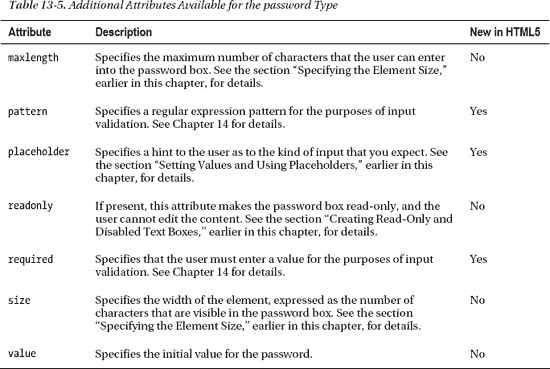 Table 13-5. Additional Attributes Available for the password Type
Attribute Description New in HTML5
maxlength Specifies the maximum number of characters that the user can enter No
into the password box. See the section “Specifying the Element Size,”
earlier in this chapter, for details.
pattern Specifies a regular expression pattern for the purposes of input Yes
validation. See Chapter 14 for details.
placeholder Specifies a hint to the user as to the kind of input that you expect. See Yes
the section “Setting Values and Using Placeholders,” earlier in this
chapter, for details.
readonly If present, this attribute makes the password box read-only, and the No
user cannot edit the content. See the section “Creating Read-Only and
Disabled Text Boxes,” earlier in this chapter, for details.
required Specifies that the user must enter a value for the purposes of input Yes
validation. See Chapter 14 for details.
size Specifies the width of the element, expressed as the number of No
characters that are visible in the password box. See the section
“Specifying the Element Size,” earlier in this chapter, for details.
value Specifies the initial value for the password. No